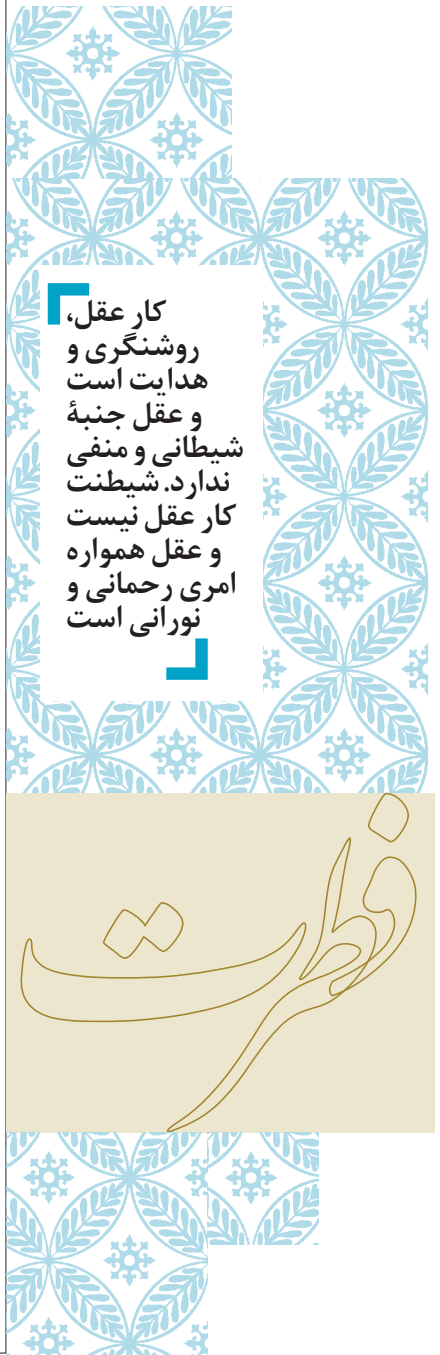 کار عقل،
روشنگری و
هدایت است
و عقل جنبهٔ
شیطانی و منفی
ندارد. شیطنت
کار عقل نیست
و عقل همواره
امری رحمانی و
نورانی است
فطرت